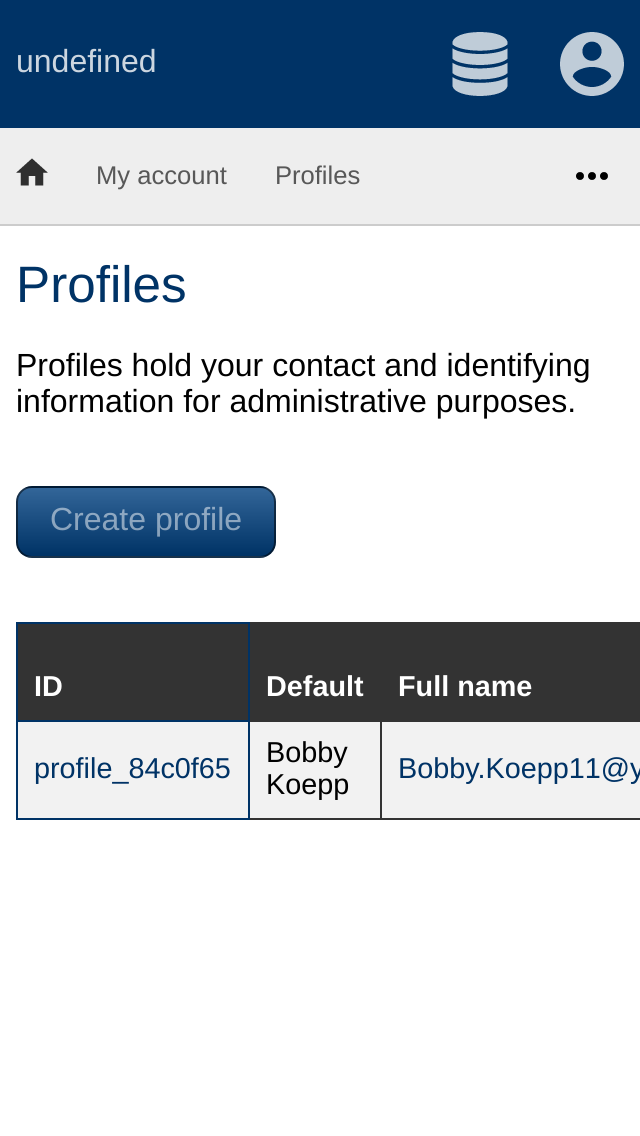 undefined
My account Profiles
Profiles
Profiles hold your contact and identifying
information for administrative purposes.
Create profile
ID Default Full name
profile_84c0f65 Bobby Koepp Bobby.Koepp11@y